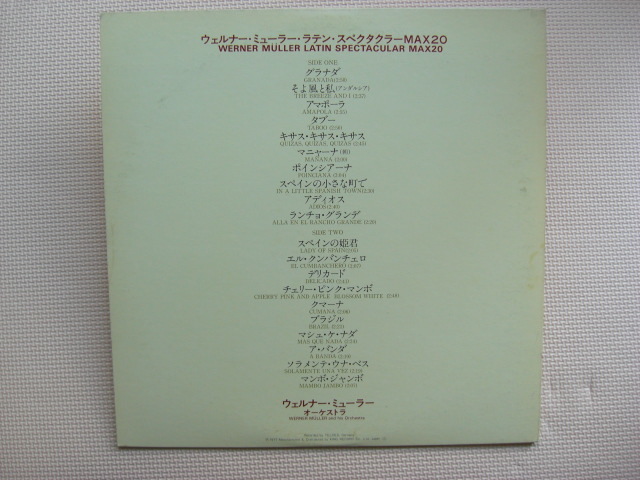 ウェルナー・ミューラー・ラテン・スペクタクラーMAX20
WERNER MÜLLER LATIN SPECTACULAR MAX20
SIDE ONE
グラナダ
GRANADA
そよ風と私(アンダルシア)
THE BREEZE AND I
アマポーラ
AMAPOLA
タブー
TABOO
キサス・キサス・キサス
QUIZAS, QUIZAS, QUIZAS
マニャーナ
MAÑANA
ポインシアーナ
POINCIANA
スペインの小さな町で
IN A LITTLE SPANISH TOWN
アディオス
ADIOS
ランチョ・グランデ
ALLA EN EL RANCHO GRANDE
SIDE TWO
スペインの姫君
LADY OF SPAIN
エル・クンバンチェロ
EL CUMBANCHERO
デリカード
DELICADO
チェリー・ピンク・マンボ
CHERRY PINK AND APPLE BLOSSOM WHITE
クマーナ
CUMANA
ブラジル
BRAZIL
マシュ・ケ・ナダ
MAS QUE NADA
ア・バンダ
A BANDA
ソラメンテ・ウナ・ベス
SOLAMENTE UNA VEZ
マンボ・ジャンボ
MAMBO JAMBO
ウェルナー・ミューラー
オーケストラ
WERNER MÜLLER and his Orchestra